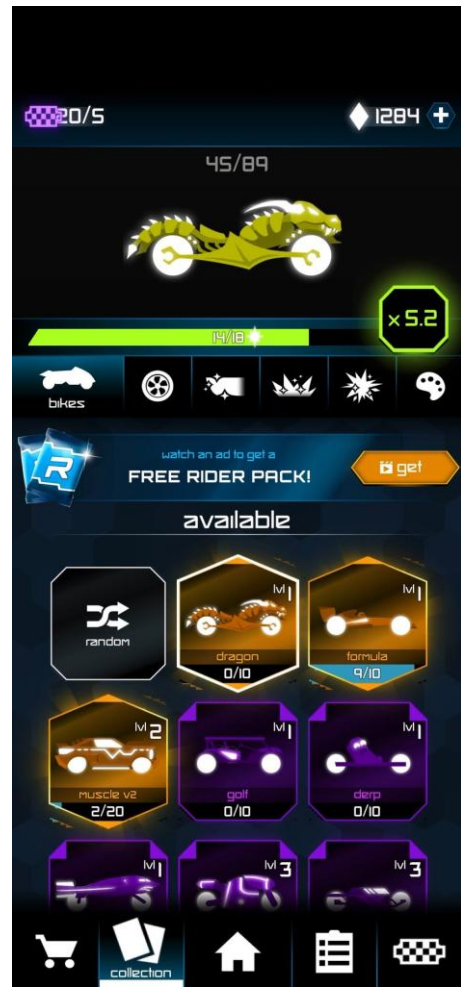 20/5
1284 +
45/89
x5.2
14/18
bikes
R
watch an ad to get a
FREE RIDER PACK!
get
available
random
lvl 1
dragon
0/10
lvl 1
formula
9/10
lvl 2
muscle v2
2/20
lvl 1
golf
0/10
lvl 1
derp
0/10
lvl 1
lvl 3
lvl 3
collection